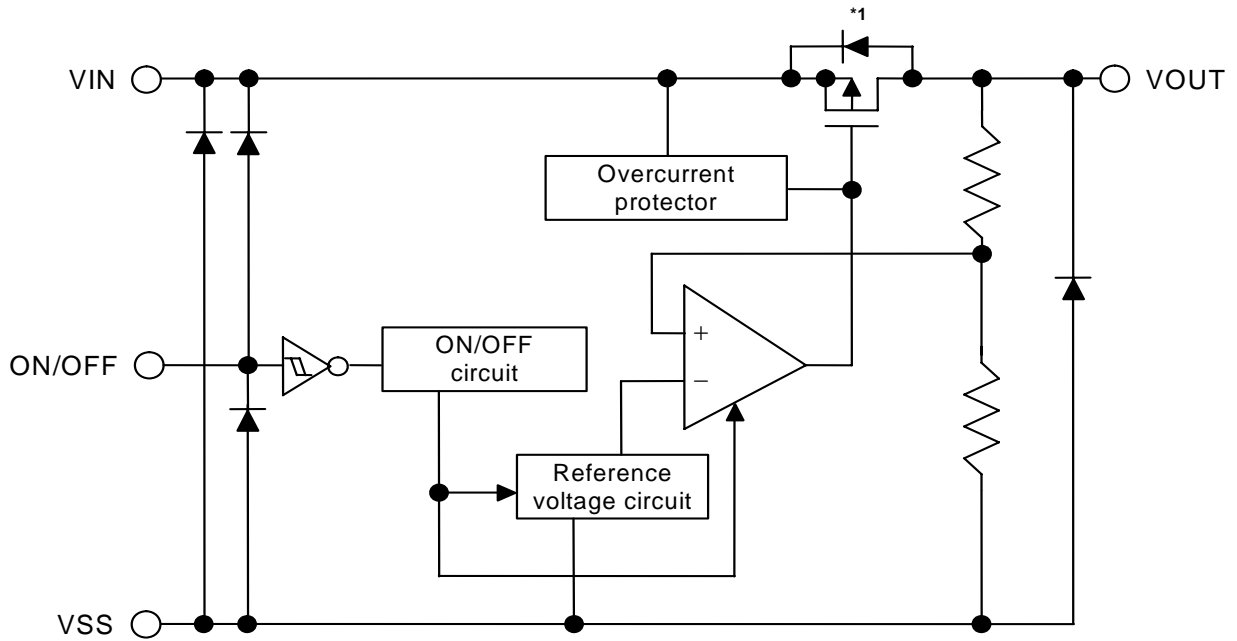 *1
VIN
VOUT
Overcurrent
protector
+
−
ON/OFF
ON/OFF
circuit
Reference
voltage circuit
VSS